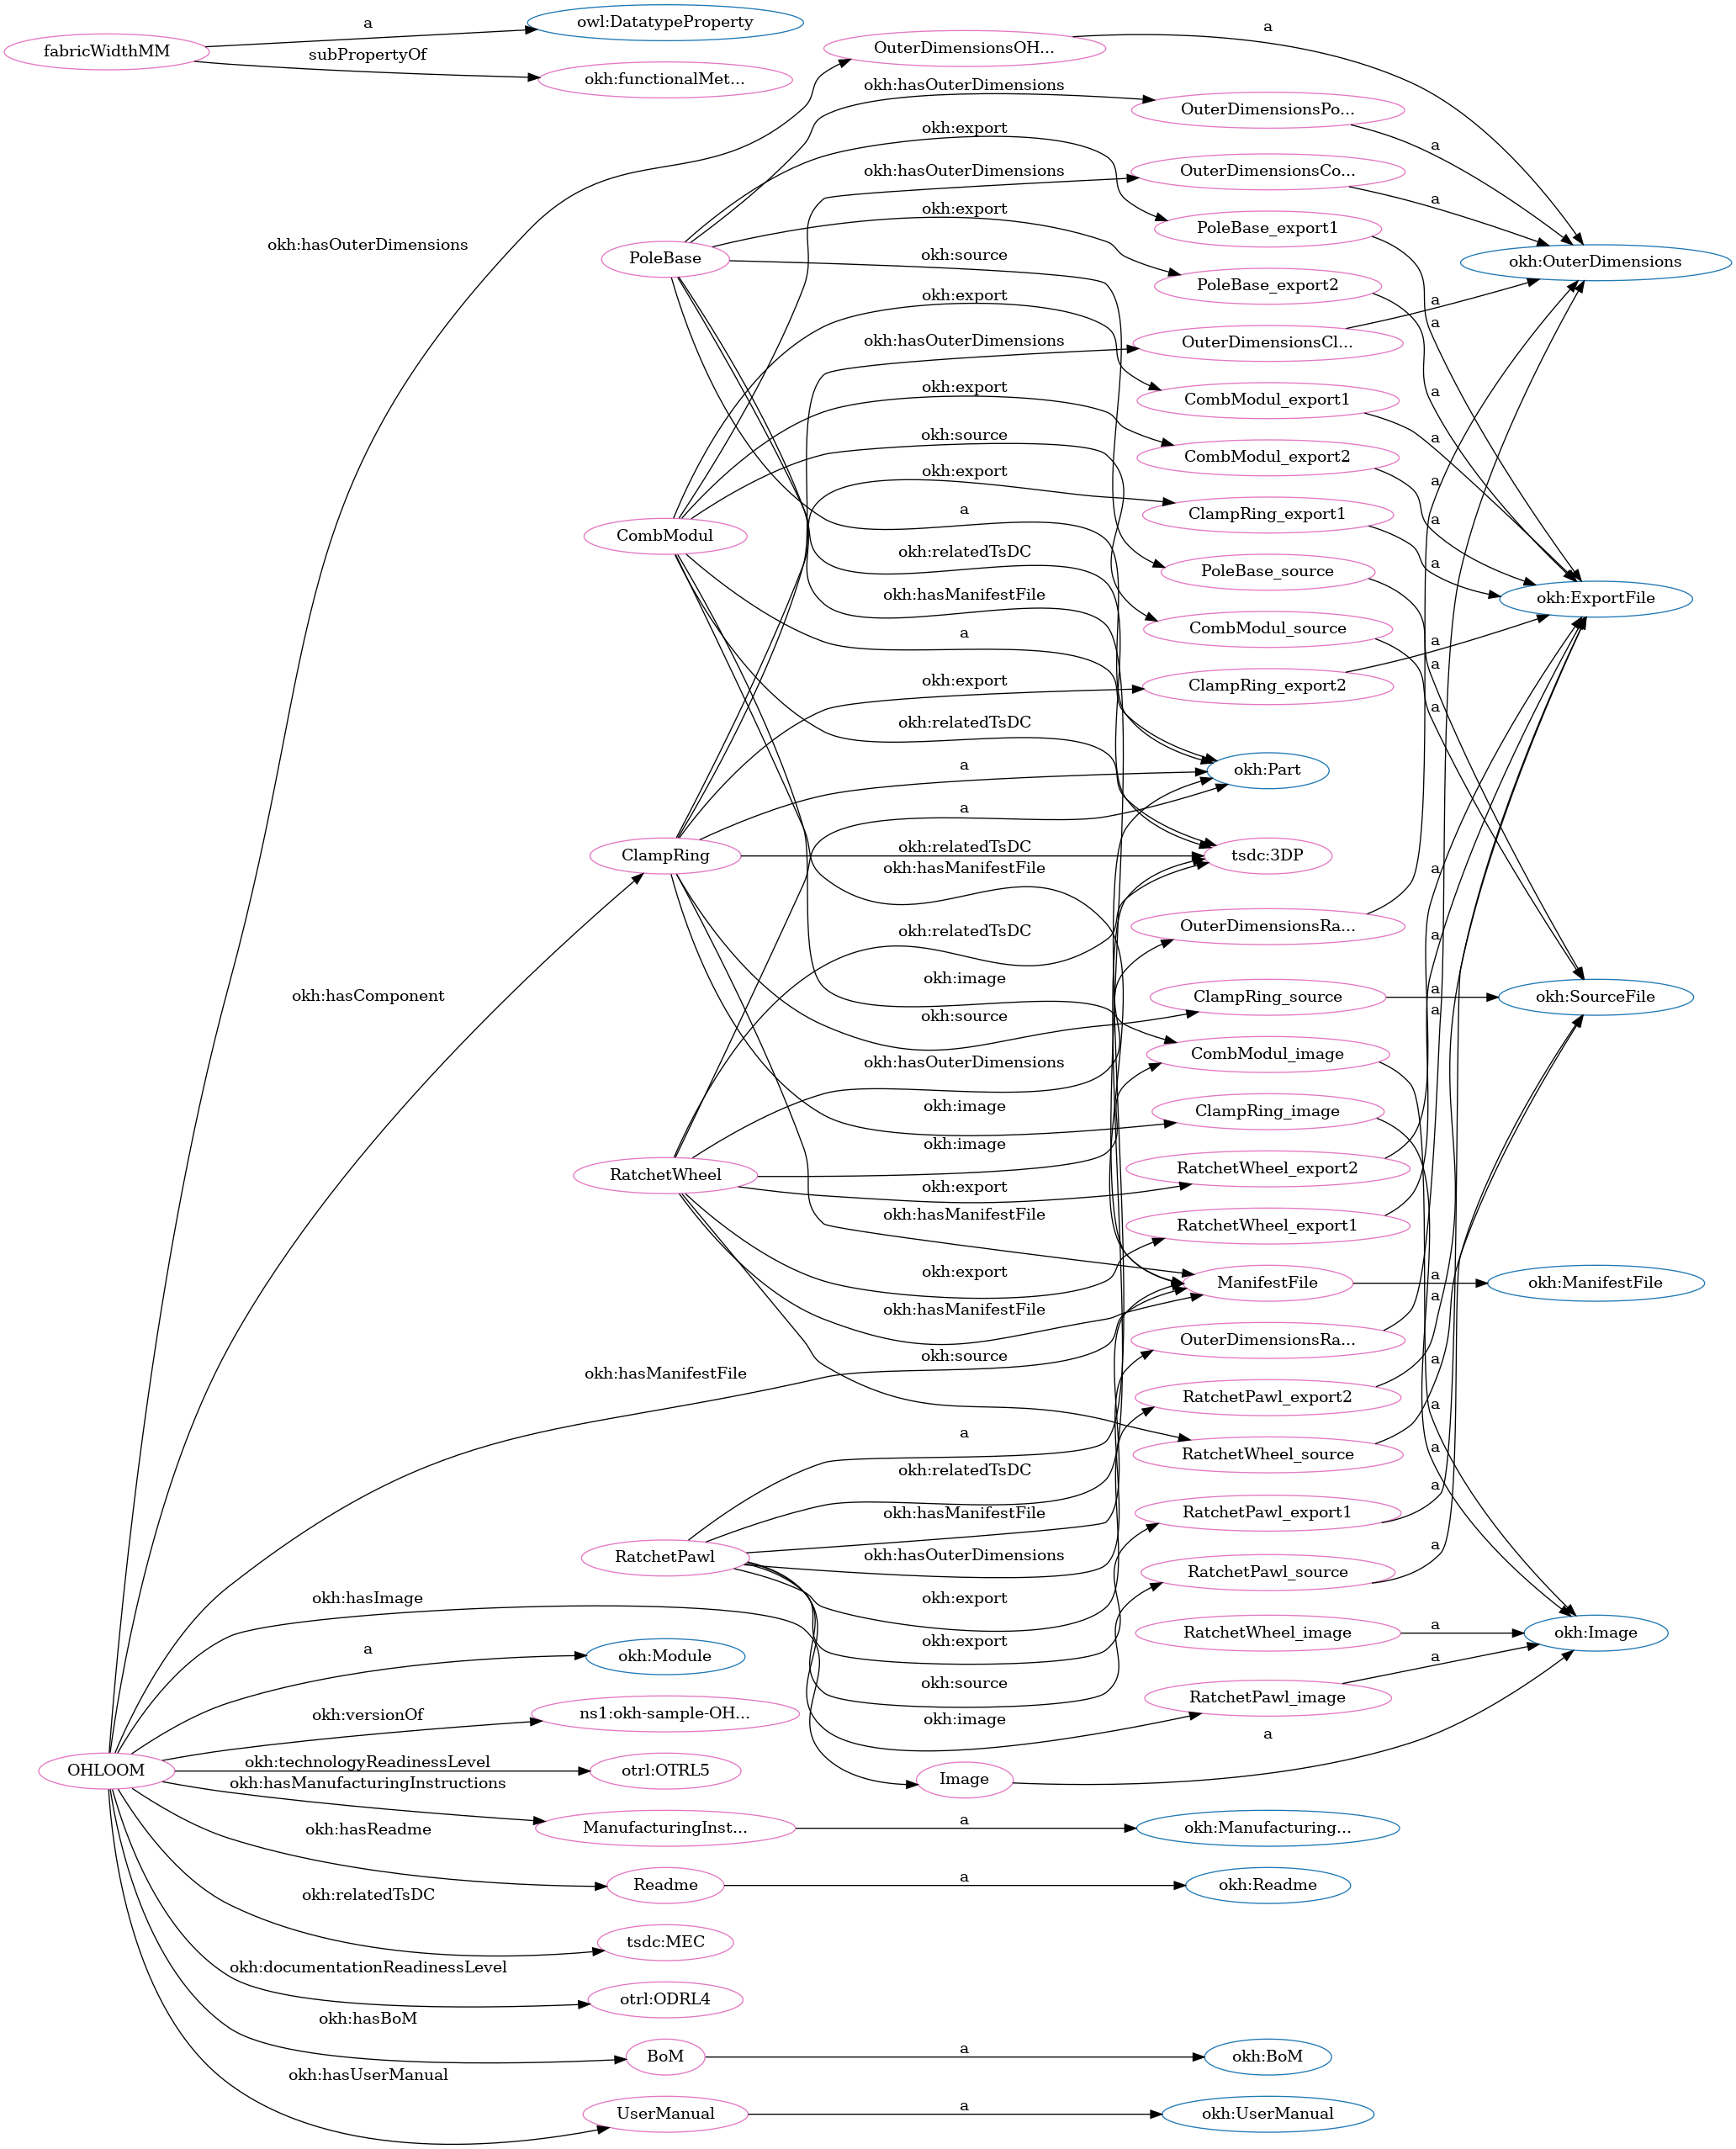 fabricWidthMM
a
owl:DatatypeProperty
subPropertyOf
okh:functionalMet...
OuterDimensionsOH...
a
okh:hasOuterDimensions
okh:hasOuterDimensions
OuterDimensionsPo...
a
okh:export
okh:hasOuterDimensions
OuterDimensionsCo...
a
okh:export
PoleBase_export1
PoleBase
okh:source
okh:OuterDimensions
PoleBase_export2
okh:export
a
a
okh:hasOuterDimensions
OuterDimensionsCl...
okh:export
CombModul_export1
a
okh:source
a
CombModul_export2
okh:export
a
ClampRing_export1
a
CombModul
a
okh:relatedTsDC
PoleBase_source
a
okh:hasManifestFile
okh:ExportFile
a
CombModul_source
a
okh:export
ClampRing_export2
a
okh:relatedTsDC
a
a
okh:Part
a
okh:relatedTsDC
ClampRing
tsdc:3DP
okh:hasManifestFile
a
okh:relatedTsDC
OuterDimensionsRa...
a
okh:image
okh:hasComponent
ClampRing_source
a
okh:SourceFile
okh:source
a
okh:hasOuterDimensions
CombModul_image
okh:image
ClampRing_image
okh:image
RatchetWheel
RatchetWheel_export2
okh:export
okh:hasManifestFile
RatchetWheel_export1
okh:export
ManifestFile
a
okh:ManifestFile
okh:hasManifestFile
a
okh:hasManifestFile
okh:source
OuterDimensionsRa...
a
RatchetPawl_export2
a
a
okh:relatedTsDC
RatchetWheel_source
a
okh:hasManifestFile
RatchetPawl_export1
a
RatchetPawl
okh:hasOuterDimensions
a
RatchetPawl_source
okh:hasImage
okh:export
okh:export
RatchetWheel_image
a
okh:Image
a
okh:Module
a
okh:source
RatchetPawl_image
okh:versionOf
ns1:okh-sample-OH...
okh:image
a
OHLOOM
okh:technologyReadinessLevel
otrl:OTRL5
Image
okh:hasManufacturingInstructions
ManufacturingInst...
a
okh:Manufacturing...
okh:hasReadme
Readme
a
okh:Readme
okh:relatedTsDC
tsdc:MEC
okh:documentationReadinessLevel
otrl:ODRL4
okh:hasBoM
BoM
a
okh:BoM
okh:hasUserManual
UserManual
a
okh:UserManual